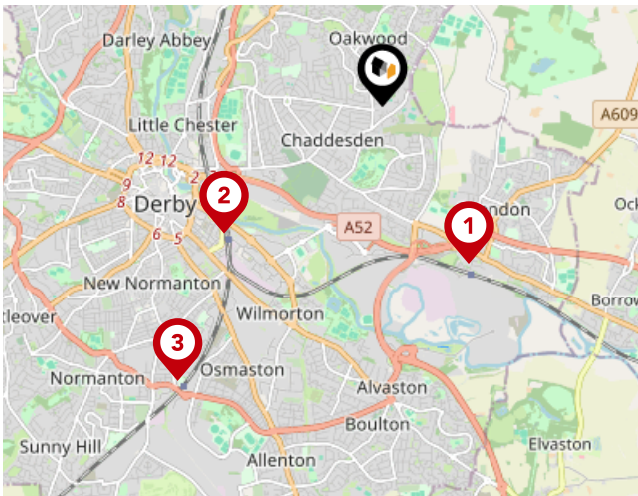 Darley Abbey
Oakwood
A609
Little Chester
Chaddesden
12 12
9
2
8
Derby
2
ndon
Ock
6 5
A52
1
New Normanton
tleover
Wilmorton
Borrow
3
Osmaston
Normanton
Alvaston
Boulton
Sunny Hill
Allenton
Elvaston